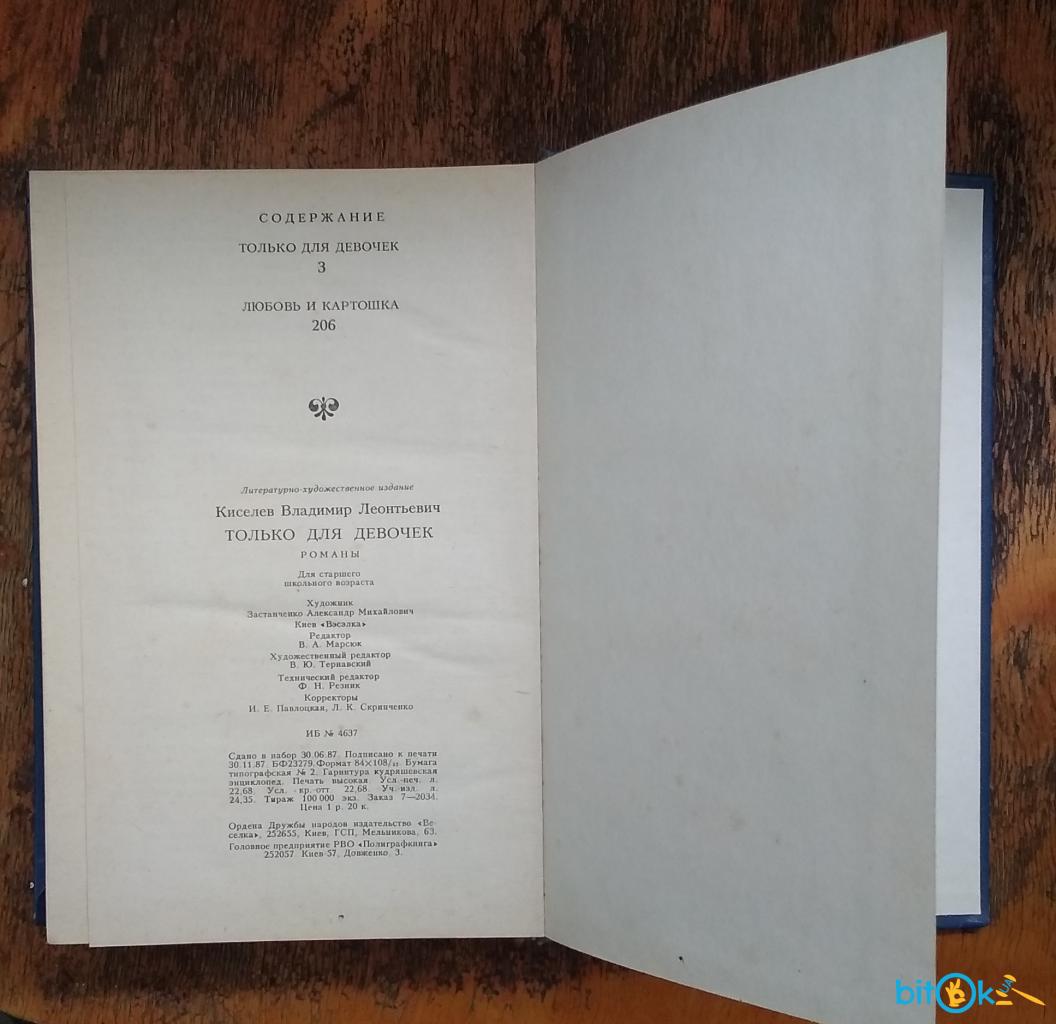 СОДЕРЖАНИЕ
ТОЛЬКО ДЛЯ ДЕВОЧЕК
3
ЛЮБОВЬ И КАРТОШКА
206
Литературно-художественное издание
Киселев Владимир Леонтьевич
ТОЛЬКО ДЛЯ ДЕВОЧЕК
РОМАНЫ
Для старшего
школьного возраста
Художник
Застанченко Александр Михайлович
Киев «Вэсэлка»
Редактор
В. А. Марсюк
Художественный редактор
В. Ю. Тернавский
Технический редактор
Ф. Н. Резник
Корректоры
И. Е. Павлоцкая, Л. К. Скрипченко
ИБ № 4637
Сдано в набор 30.06.87. Подписано к печати
30.11.87. БФ23279. Формат 84×108/32. Бумага
типографская № 2. Гарнитура кудряшевская
энциклопед. Печать высокая. Усл.-печ. л.
22,68. Усл. кр.-отт. 22,68. Уч.-изд. л.
24,35. Тираж 100 000 экз. Заказ 7—2034.
Цена 1 р. 20 к.
Ордена Дружбы народов издательство «Ве-
селка», 252655, Киев, ГСП, Мельникова, 63.
Головное предприятие РВО «Полиграфкнига»
252057. Киев-57, Довженко, 3.
bitOk UA